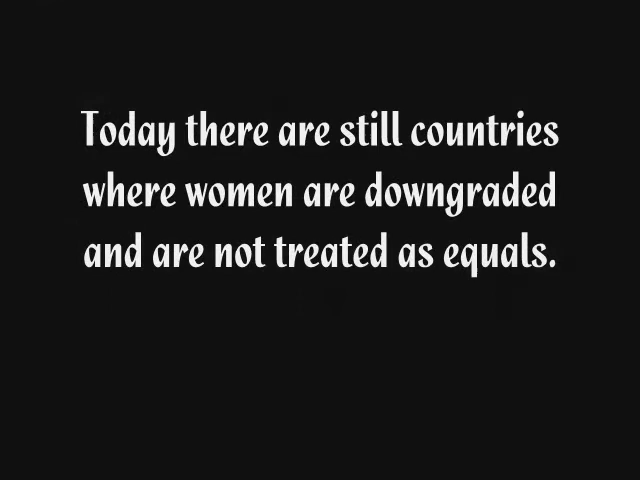 Today there are still countries
where women are downgraded
and are not treated as equals.